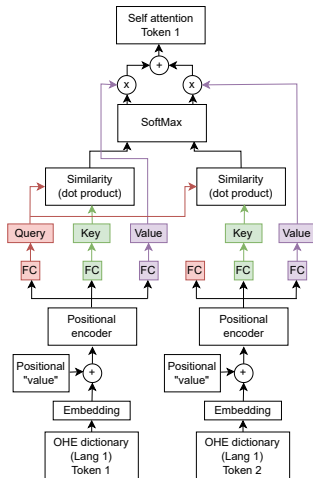 Self attention
Token 1
+
x
x
SoftMax
Similarity
(dot product)
Similarity
(dot product)
Query
Key
Value
Key
Value
FC
FC
FC
FC
FC
FC
Positional
encoder
Positional
encoder
Positional
"value"
+
Positional
"value"
+
Embedding
Embedding
OHE dictionary
(Lang 1)
Token 1
OHE dictionary
(Lang 1)
Token 2